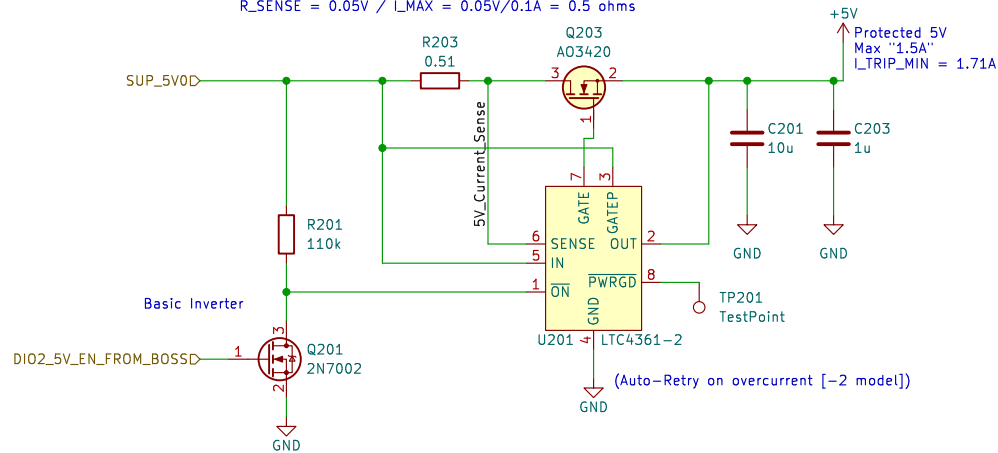 R_SENSE = 0.05V / I_MAX = 0.05V/0.1A = 0.5 ohms
+5V
Protected 5V
Max "1.5A"
I_TRIP_MIN = 1.71A
Q203
AO3420
R203
0.51
SUP_5V0
3
2
1
5V_Current_Sense
C201
10u
C203
1u
GND
GND
7
3
GATE
GATEP
R201
110k
6
SENSE
OUT
2
5
IN
PWRGD
8
1
ON
GND
TP201
TestPoint
U201
4
LTC4361-2
Basic Inverter
3
DIO2_5V_EN_FROM_BOSS
1
Q201
2N7002
2
GND
(Auto-Retry on overcurrent [-2 model])
GND